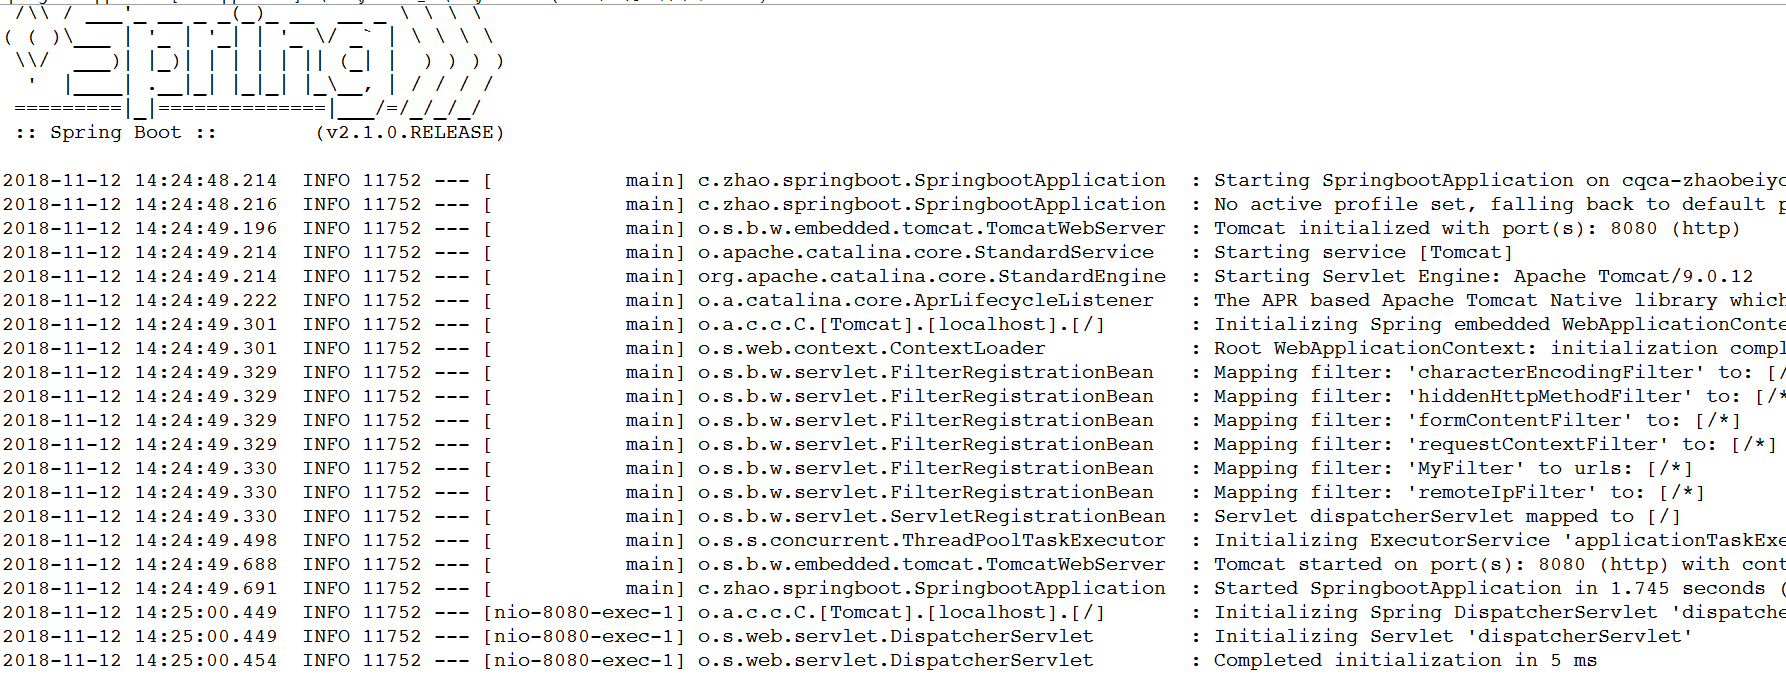 /\\ / ___'_ __ _ _(_)_ __  __ _ \ \ \ \
( ( )\___ | '_ | '_| | '_ \/ _` | \ \ \ \
 \\/  ___)| |_)| | | | | || (_| |  ) ) ) )
  '  |____| .__|_| |_|_| |_\__, | / / / /
 =========|_|==============|___/=/_/_/_/
 :: Spring Boot ::        (v2.1.0.RELEASE)
2018-11-12 14:24:48.214  INFO 11752 --- [           main] c.zhao.springboot.SpringbootApplication  : Starting SpringbootApplication on cqca-zhaobeiyo
2018-11-12 14:24:48.216  INFO 11752 --- [           main] c.zhao.springboot.SpringbootApplication  : No active profile set, falling back to default p
2018-11-12 14:24:49.196  INFO 11752 --- [           main] o.s.b.w.embedded.tomcat.TomcatWebServer  : Tomcat initialized with port(s): 8080 (http)
2018-11-12 14:24:49.214  INFO 11752 --- [           main] o.apache.catalina.core.StandardService   : Starting service [Tomcat]
2018-11-12 14:24:49.214  INFO 11752 --- [           main] org.apache.catalina.core.StandardEngine  : Starting Servlet Engine: Apache Tomcat/9.0.12
2018-11-12 14:24:49.222  INFO 11752 --- [           main] o.a.catalina.core.AprLifecycleListener   : The APR based Apache Tomcat Native library which
2018-11-12 14:24:49.301  INFO 11752 --- [           main] o.a.c.c.C.[Tomcat].[localhost].[/]       : Initializing Spring embedded WebApplicationConte
2018-11-12 14:24:49.301  INFO 11752 --- [           main] o.s.web.context.ContextLoader            : Root WebApplicationContext: initialization compl
2018-11-12 14:24:49.329  INFO 11752 --- [           main] o.s.b.w.servlet.FilterRegistrationBean   : Mapping filter: 'characterEncodingFilter' to: [/
2018-11-12 14:24:49.329  INFO 11752 --- [           main] o.s.b.w.servlet.FilterRegistrationBean   : Mapping filter: 'hiddenHttpMethodFilter' to: [/*
2018-11-12 14:24:49.329  INFO 11752 --- [           main] o.s.b.w.servlet.FilterRegistrationBean   : Mapping filter: 'formContentFilter' to: [/*]
2018-11-12 14:24:49.329  INFO 11752 --- [           main] o.s.b.w.servlet.FilterRegistrationBean   : Mapping filter: 'requestContextFilter' to: [/*]
2018-11-12 14:24:49.330  INFO 11752 --- [           main] o.s.b.w.servlet.FilterRegistrationBean   : Mapping filter: 'MyFilter' to urls: [/*]
2018-11-12 14:24:49.330  INFO 11752 --- [           main] o.s.b.w.servlet.FilterRegistrationBean   : Mapping filter: 'remoteIpFilter' to: [/*]
2018-11-12 14:24:49.330  INFO 11752 --- [           main] o.s.b.w.servlet.ServletRegistrationBean  : Servlet dispatcherServlet mapped to [/]
2018-11-12 14:24:49.498  INFO 11752 --- [           main] o.s.s.concurrent.ThreadPoolTaskExecutor  : Initializing ExecutorService 'applicationTaskExe
2018-11-12 14:24:49.688  INFO 11752 --- [           main] o.s.b.w.embedded.tomcat.TomcatWebServer  : Tomcat started on port(s): 8080 (http) with cont
2018-11-12 14:24:49.691  INFO 11752 --- [           main] c.zhao.springboot.SpringbootApplication  : Started SpringbootApplication in 1.745 seconds (
2018-11-12 14:25:00.449  INFO 11752 --- [nio-8080-exec-1] o.a.c.c.C.[Tomcat].[localhost].[/]       : Initializing Spring DispatcherServlet 'dispatche
2018-11-12 14:25:00.449  INFO 11752 --- [nio-8080-exec-1] o.s.web.servlet.DispatcherServlet        : Initializing Servlet 'dispatcherServlet'
2018-11-12 14:25:00.454  INFO 11752 --- [nio-8080-exec-1] o.s.web.servlet.DispatcherServlet        : Completed initialization in 5 ms